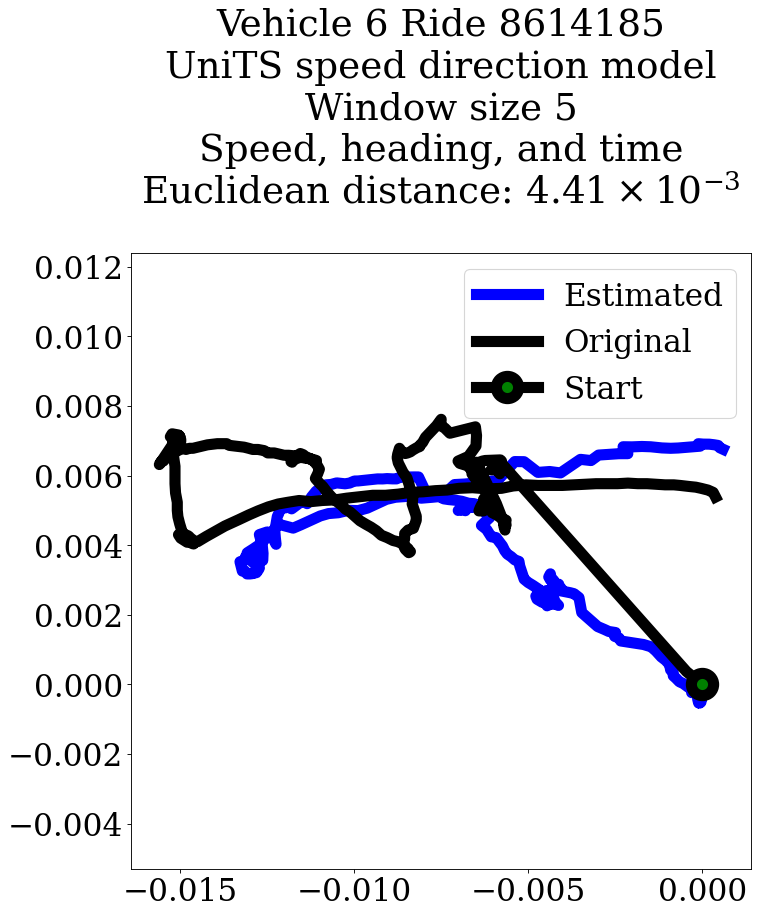 Vehicle 6 Ride 8614185
UniTS speed direction model
Window size 5
Speed, heading, and time
Euclidean distance: 4.41 × 10⁻³
Estimated
Original
Start
0.012
0.010
0.008
0.006
0.004
0.002
0.000
−0.002
−0.004
−0.015 −0.010 −0.005 0.000